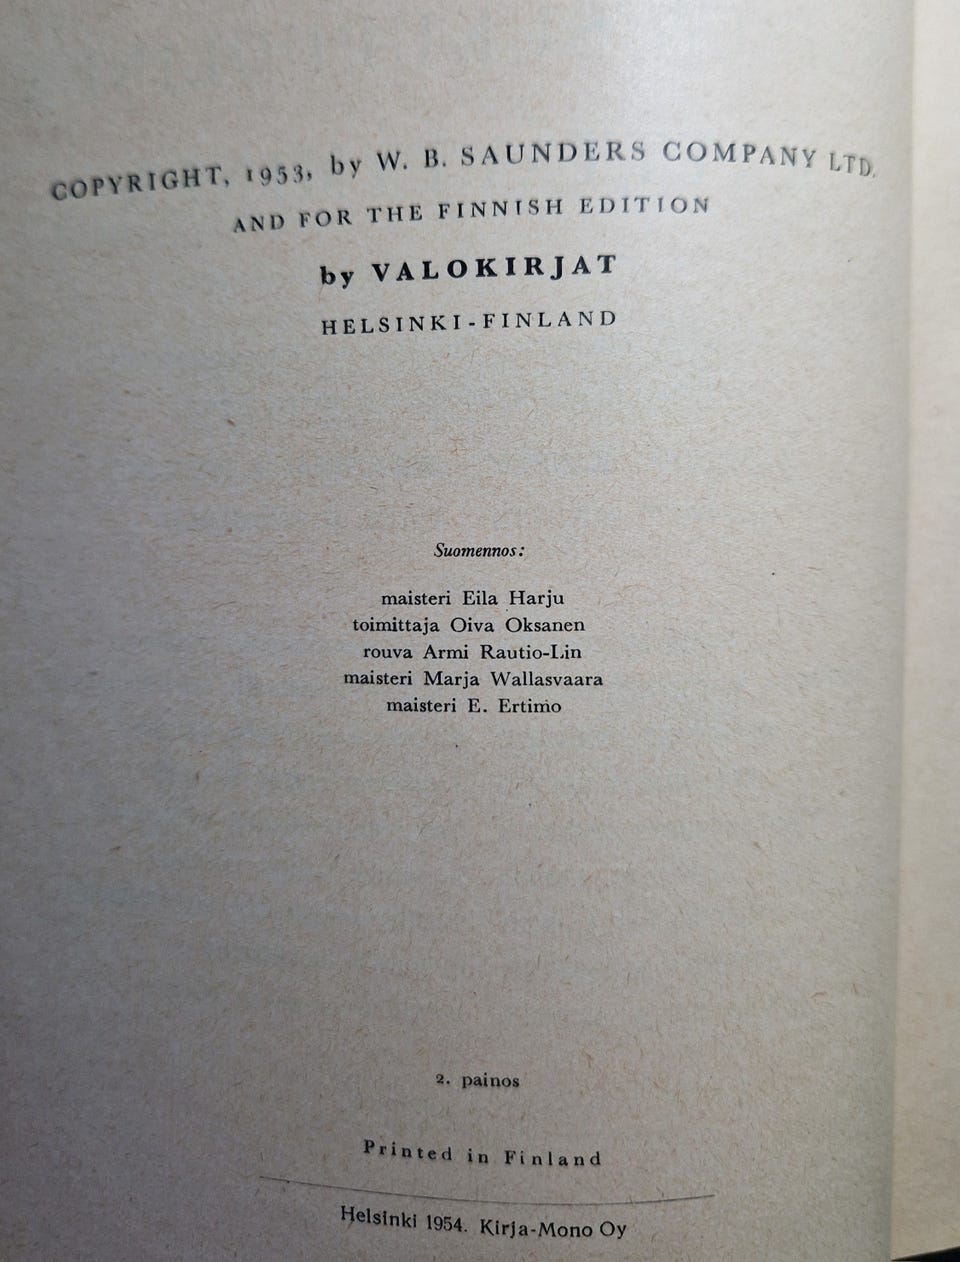 COPYRIGHT, 1953, by W. B. SAUNDERS COMPANY LTD.
AND FOR THE FINNISH EDITION
by VALOKIRJAT
HELSINKI-FINLAND
Suomennos:
maisteri Eila Harju
toimittaja Oiva Oksanen
rouva Armi Rautio-Lin
maisteri Marja Wallasvaara
maisteri E. Ertimo
2. painos
Printed in Finland
Helsinki 1954. Kirja-Mono Oy